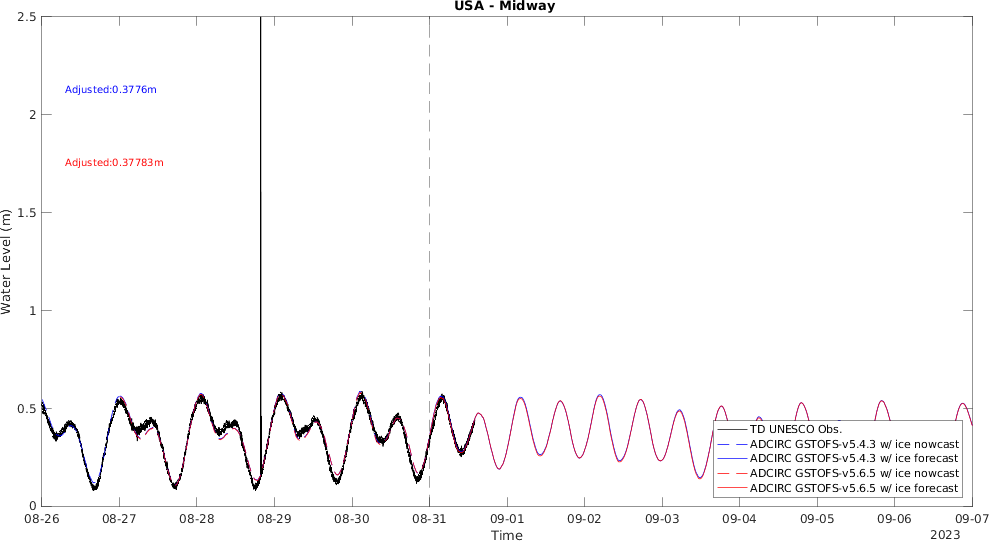 USA - Midway
2.5
2
1.5
1
0.5
0
Water Level (m)
Adjusted:0.3776m
Adjusted:0.37783m
TD UNESCO Obs.
ADCIRC GSTOFS-v5.4.3 w/ ice nowcast
ADCIRC GSTOFS-v5.4.3 w/ ice forecast
ADCIRC GSTOFS-v5.6.5 w/ ice nowcast
ADCIRC GSTOFS-v5.6.5 w/ ice forecast
08-26 08-27 08-28 08-29 08-30 08-31 09-01 09-02 09-03 09-04 09-05 09-06 09-07
Time
2023